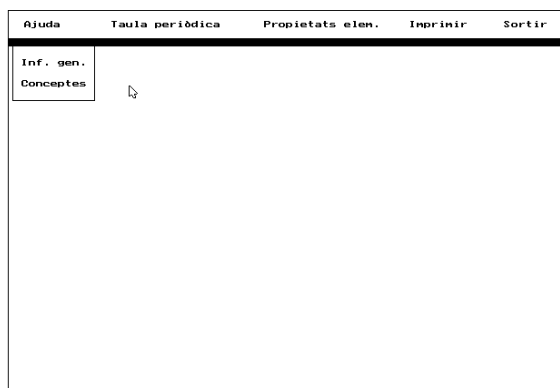 Ajuda Taula periòdica Propietats elem. Imprimir Sortir
Inf. gen.
Conceptes